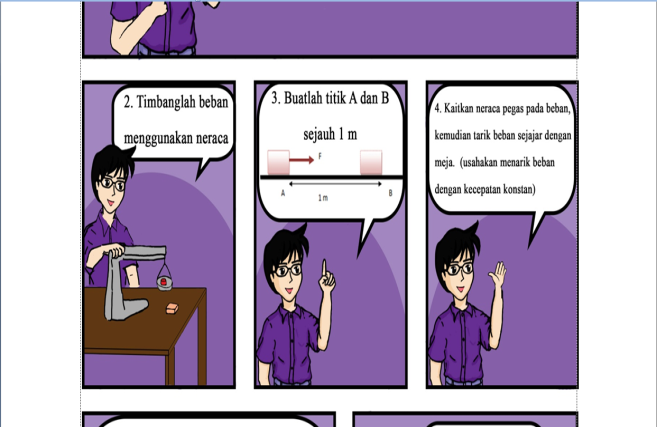 2. Timbanglah beban
menggunakan neraca
3. Buatlah titik A dan B
sejauh 1 m
F
A
1 m
B
4. Kaitkan neraca pegas pada beban,
kemudian tarik beban sejajar dengan
meja. (usahakan menarik beban
dengan kecepatan konstan)